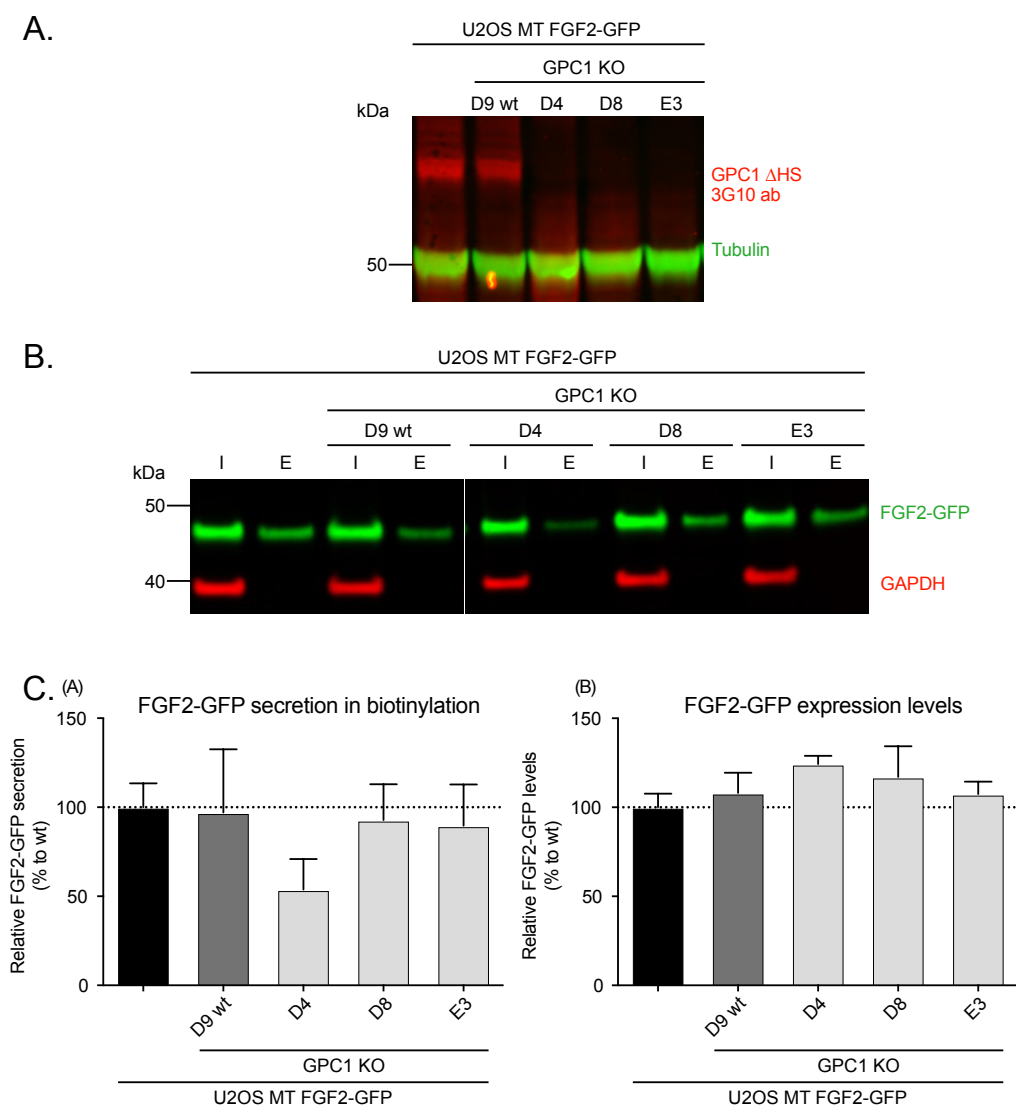 A.
U2OS MT FGF2-GFP
GPC1 KO
D9 wt D4 D8 E3
kDa
GPC1 ΔHS
3G10 ab
Tubulin
50
B.
U2OS MT FGF2-GFP
GPC1 KO
D9 wt D4 D8 E3
I E I E I E I E I E
kDa
50
FGF2-GFP
40
GAPDH
C.
(A)
FGF2-GFP secretion in biotinylation
Relative FGF2-GFP secretion
(% to wt)
150
100
50
0
D9 wt D4 D8 E3
GPC1 KO
U2OS MT FGF2-GFP
(B)
FGF2-GFP expression levels
Relative FGF2-GFP levels
(% to wt)
150
100
50
0
D9 wt D4 D8 E3
GPC1 KO
U2OS MT FGF2-GFP